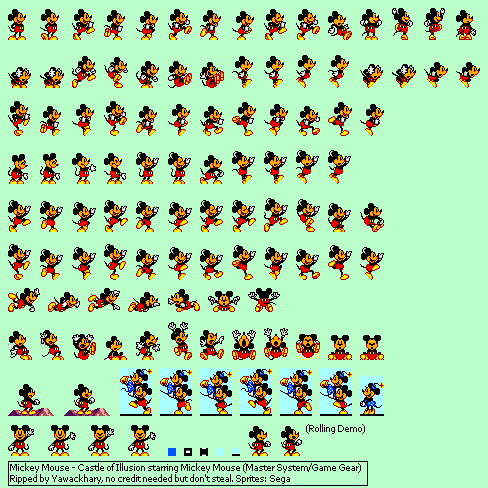 (Rolling Demo)
Mickey Mouse - Castle of Illusion starring Mickey Mouse (Master System/Game Gear)
Ripped by Yawackhary, no credit needed but don't steal. Sprites: Sega